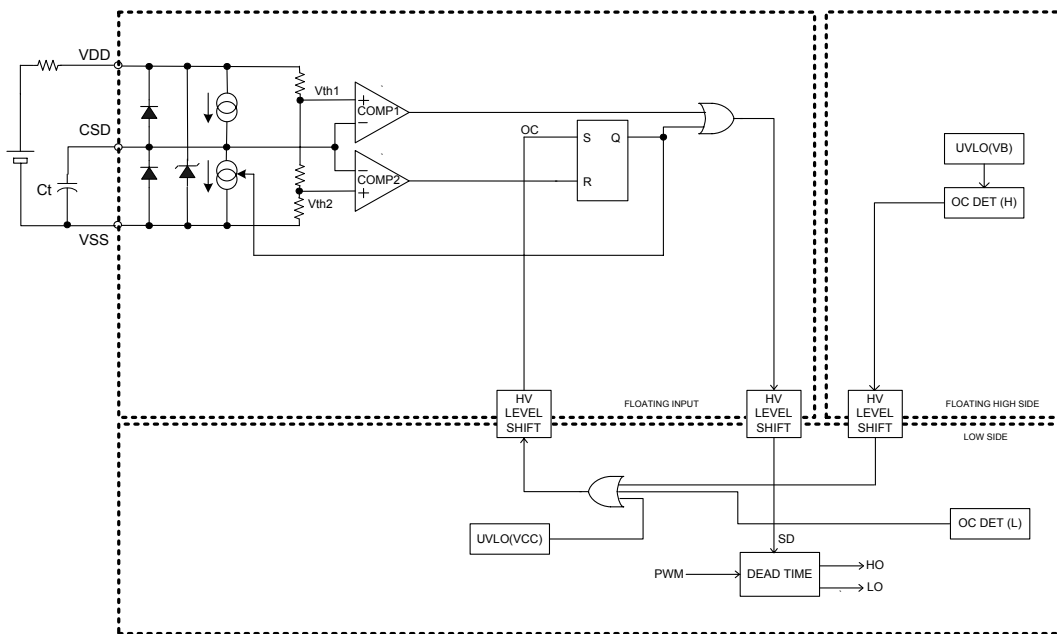 VDD
Vth1
+
COMP1
−
CSD
OC
S
Q
UVLO(VB)
−
COMP2
+
R
Ct
Vth2
OC DET (H)
VSS
HV
LEVEL
SHIFT
FLOATING INPUT
HV
LEVEL
SHIFT
HV
LEVEL
SHIFT
FLOATING HIGH SIDE
LOW SIDE
UVLO(VCC)
OC DET (L)
SD
PWM
DEAD TIME
HO
LO